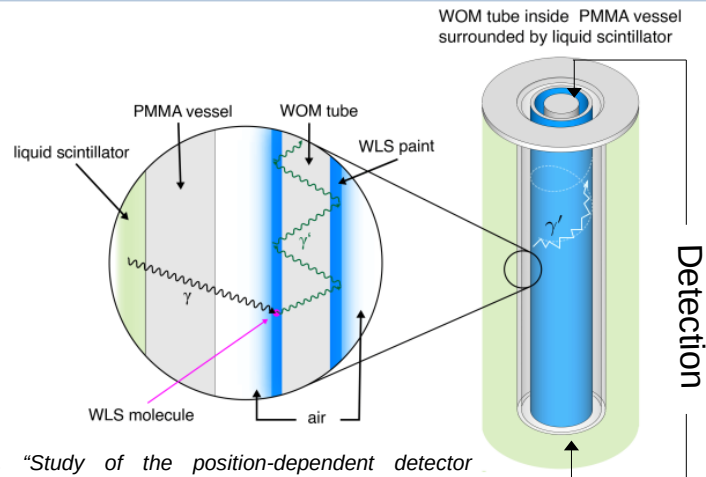 WOM tube inside PMMA vessel
surrounded by liquid scintillator
PMMA vessel
WOM tube
WLS paint
liquid scintillator
γ‘
γ
γ′
Detection
WLS molecule
air
“Study of the position-dependent detector